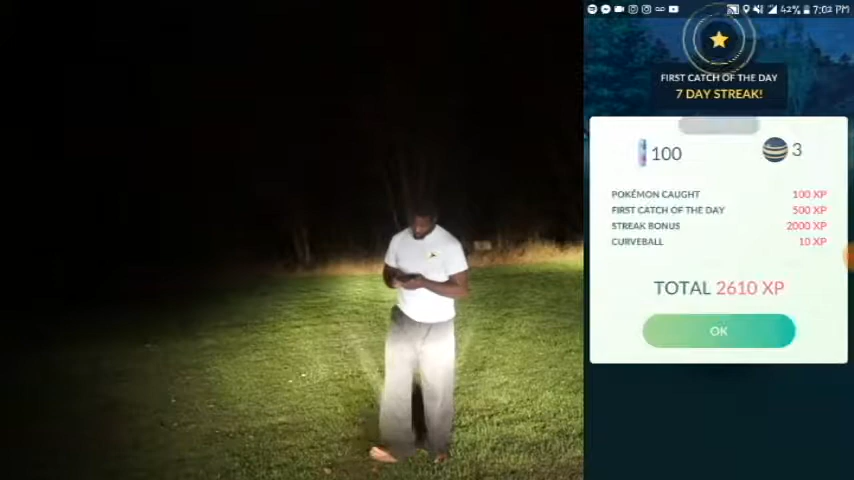 42% 7:02 PM
FIRST CATCH OF THE DAY
7 DAY STREAK!
100 3
POKÉMON CAUGHT 100 XP
FIRST CATCH OF THE DAY 500 XP
STREAK BONUS 2000 XP
CURVEBALL 10 XP
TOTAL 2610 XP
OK